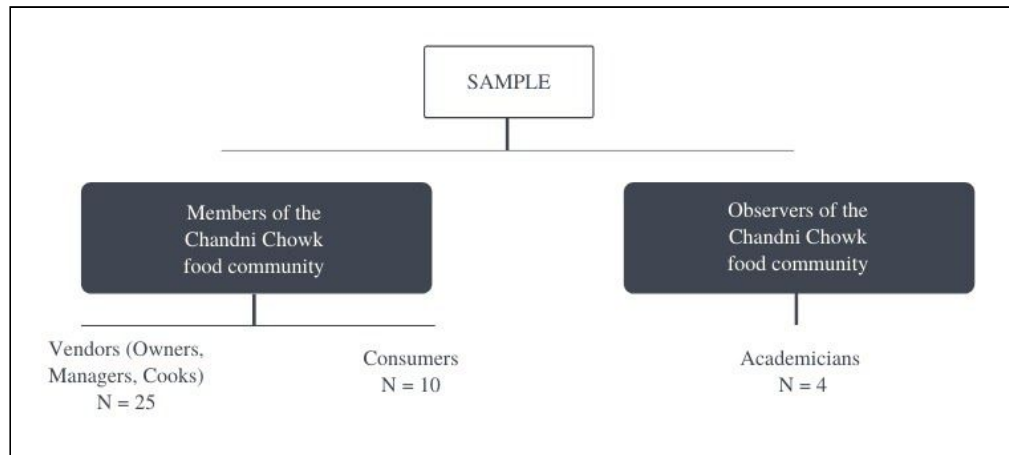 SAMPLE
Members of the
Chandni Chowk
food community
Observers of the
Chandni Chowk
food community
Vendors (Owners,
Managers, Cooks)
N = 25
Consumers
N = 10
Academicians
N = 4